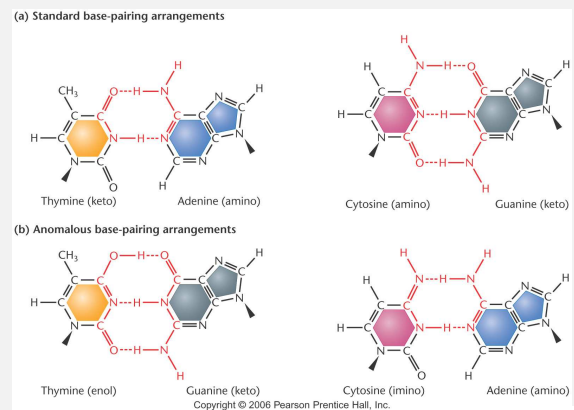 (a) Standard base-pairing arrangements
H
H
CH₃
O
H
N
C
C
C
N
C
H
C
N
H
N
C
C
H
N
C
C
N
C
N
O
H
Thymine (keto)
Adenine (amino)
H
N
H
O
H
C
C
C
N
C
H
C
N
H
N
C
C
H
N
C
C
N
C
N
O
H
N
H
Cytosine (amino)
Guanine (keto)
(b) Anomalous base-pairing arrangements
CH₃
O
H
O
H
C
C
C
N
C
H
C
N
H
N
C
C
N
C
C
N
N
O
H
N
H
Thymine (enol)
Guanine (keto)
H
H
N
H
N
H
C
C
C
N
C
H
C
N
H
N
C
C
N
C
C
N
N
O
H
Cytosine (imino)
Adenine (amino)
Copyright © 2006 Pearson Prentice Hall, Inc.